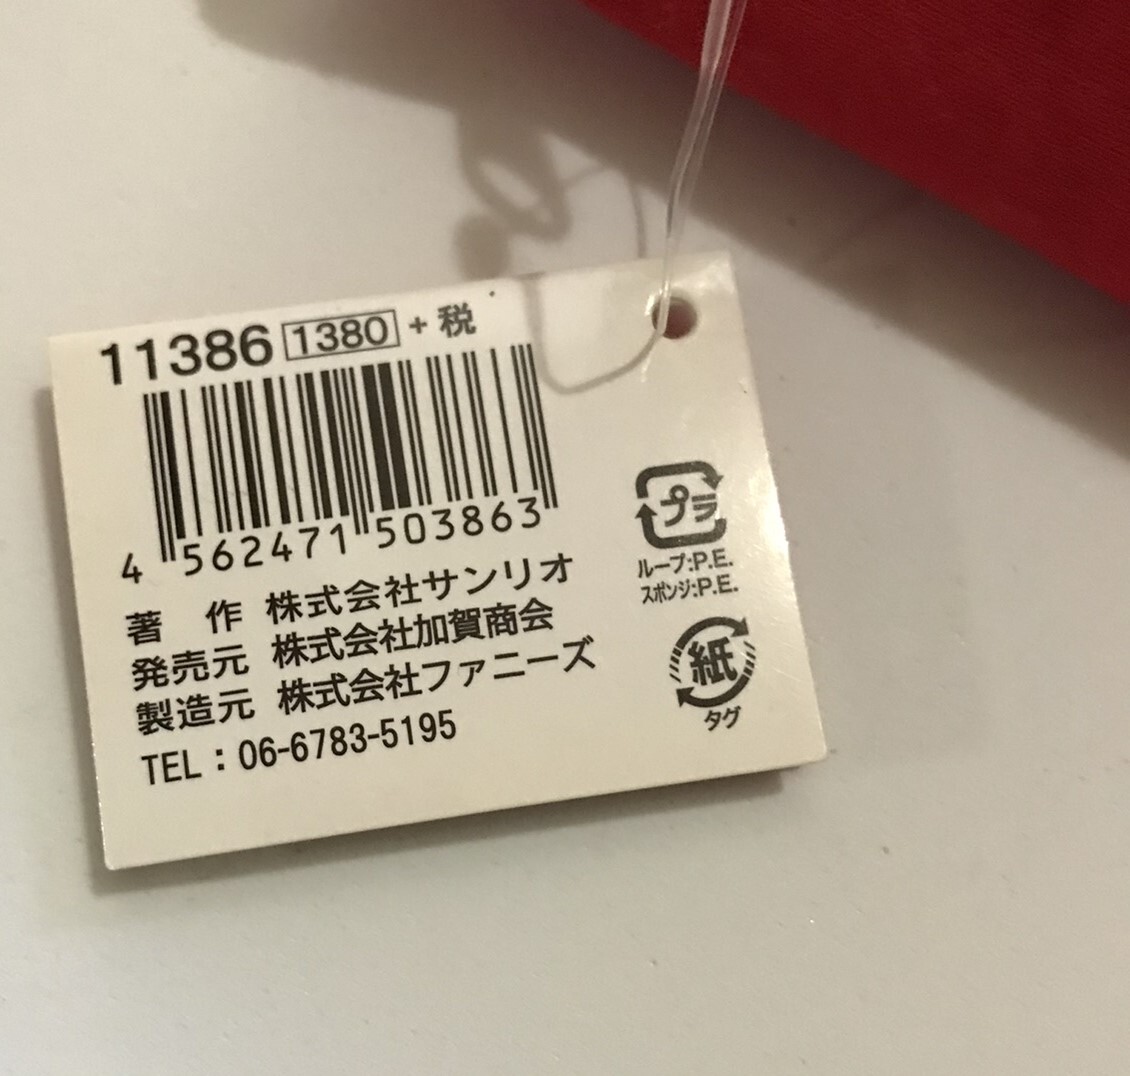 11386 1380 + 税
4 562471 503863
著 作 株式会社サンリオ
発売元 株式会社加賀商会
製造元 株式会社ファニーズ
TEL：06-6783-5195
プラ
ループ:P.E.
スポンジ:P.E.
紙
タグ